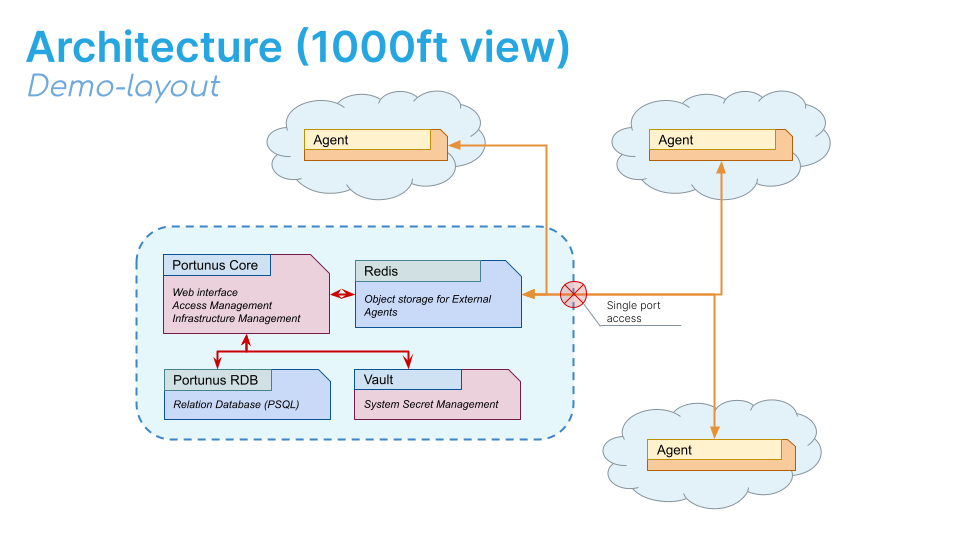 Architecture (1000ft view)
Demo-layout
Agent
Agent
Portunus Core
Web interface
Access Management
Infrastructure Management
Redis
Object storage for External
Agents
Single port
access
Portunus RDB
Relation Database (PSQL)
Vault
System Secret Management
Agent